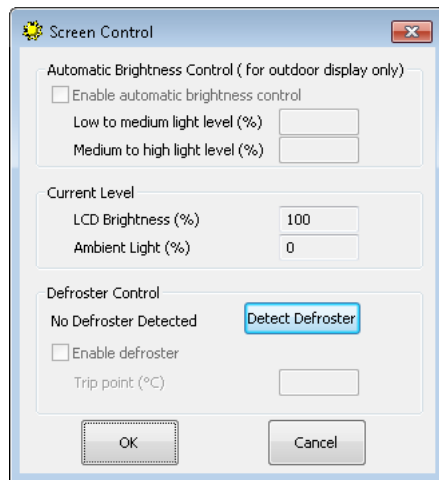 Screen Control
Automatic Brightness Control ( for outdoor display only)
Enable automatic brightness control
Low to medium light level (%)
Medium to high light level (%)
Current Level
LCD Brightness (%) 100
Ambient Light (%) 0
Defroster Control
No Defroster Detected Detect Defroster
Enable defroster
Trip point (°C)
OK Cancel